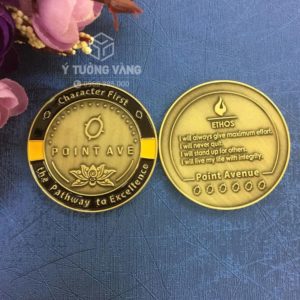 Ý TƯỞNG VÀNG
Character First
POINT AVE
the Pathway to Excellence
ETHOS
I will always give maximum effort.
I will never quit.
I will stand up for others.
I will live my life with integrity.
Point Avenue